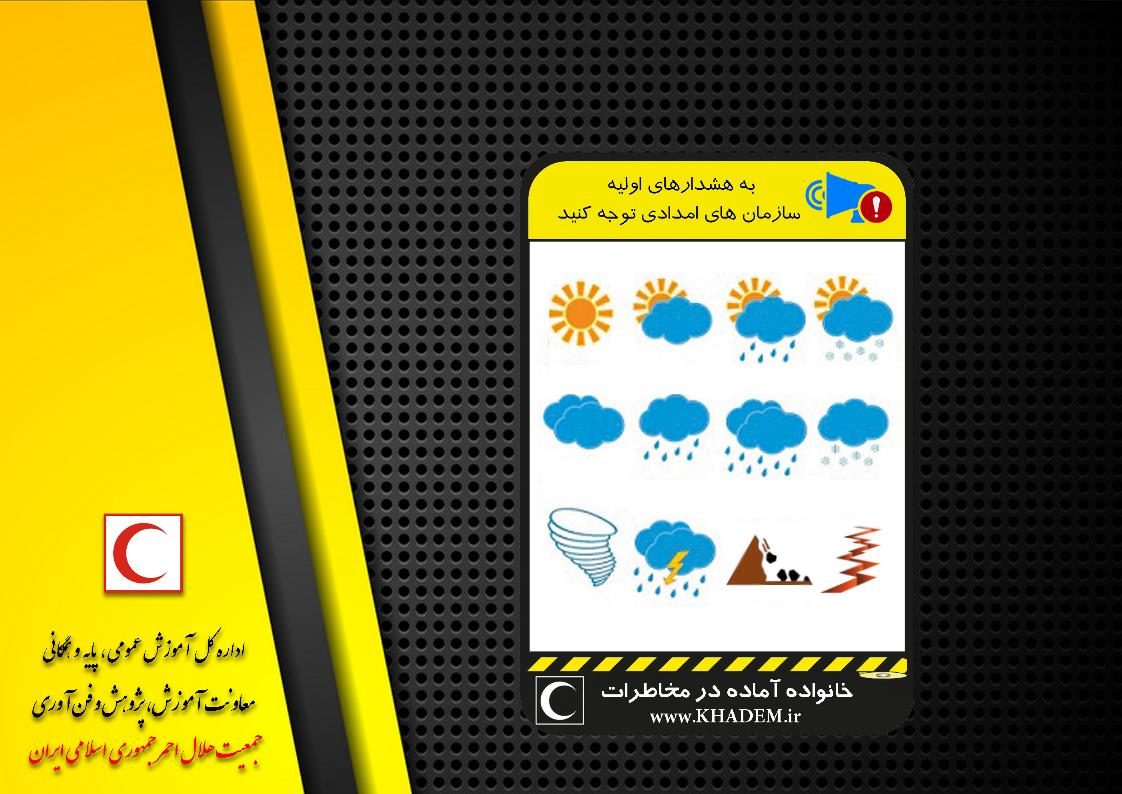 به هشدارهای اولیه
سازمان های امدادی توجه کنید
خانواده آماده در مخاطرات
www.KHADEM.ir
اداره کل آموزش عمومی، پایه و همگانی
معاونت آموزش، پژوهش و فن آوری
جمعیت هلال احمر جمهوری اسلامی ایران